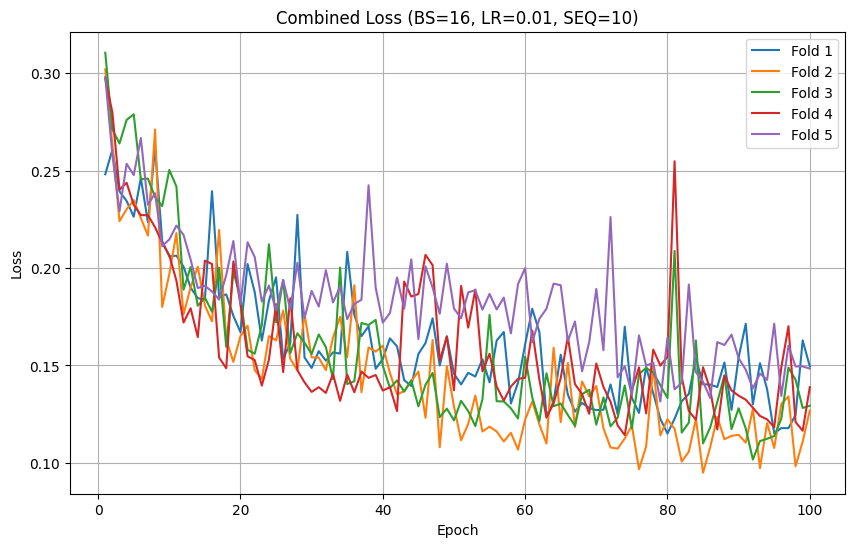 Combined Loss (BS=16, LR=0.01, SEQ=10)
Fold 1
Fold 2
Fold 3
Fold 4
Fold 5
0.30
0.25
0.20
0.15
0.10
Loss
0 20 40 60 80 100
Epoch